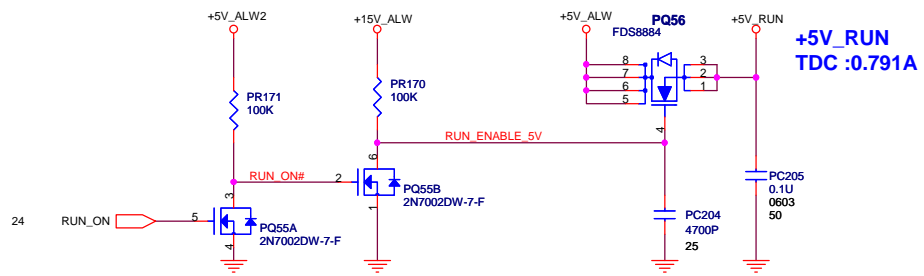 +5V_ALW2
+15V_ALW
+5V_ALW
PQ56
+5V_RUN
FDS8884
+5V_RUN
TDC :0.791A
8
7
6
5
3
2
1
4
PR171
100K
PR170
100K
RUN_ENABLE_5V
6
RUN_ON#
2
PQ55B
2N7002DW-7-F
1
PC205
0.1U
0603
50
3
24
RUN_ON
5
PQ55A
2N7002DW-7-F
4
PC204
4700P
25